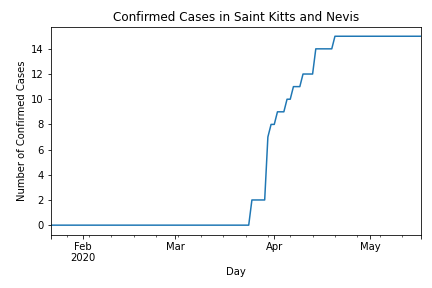 Confirmed Cases in Saint Kitts and Nevis
Number of Confirmed Cases
14
12
10
8
6
4
2
0
Feb Mar Apr May
2020
Day